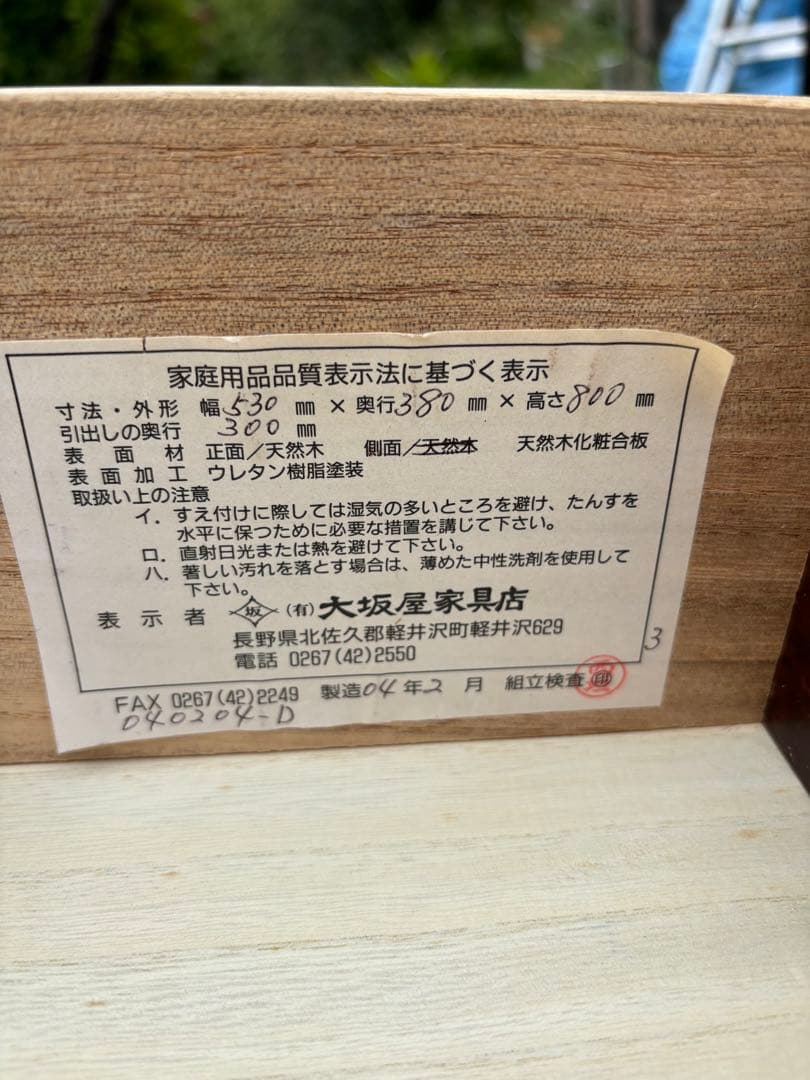 家庭用品品質表示法に基づく表示
寸法・外形 幅530 ㎜ × 奥行380 ㎜ × 高さ800 ㎜
引出しの奥行 300 ㎜
表面材 正面/天然木 側面/天然木 天然木化粧合板
表面加工 ウレタン樹脂塗装
取扱い上の注意
イ. すえ付けに際しては湿気の多いところを避け、たんすを
水平に保つために必要な措置を講じて下さい。
ロ. 直射日光または熱を避けて下さい。
ハ. 著しい汚れを落とす場合は、薄めた中性洗剤を使用して
下さい。
表示者 坂 (有)大坂屋家具店
長野県北佐久郡軽井沢町軽井沢629
電話 0267(42)2550
3
FAX 0267(42)2249 製造04年2月 組立検査 印
040204-D